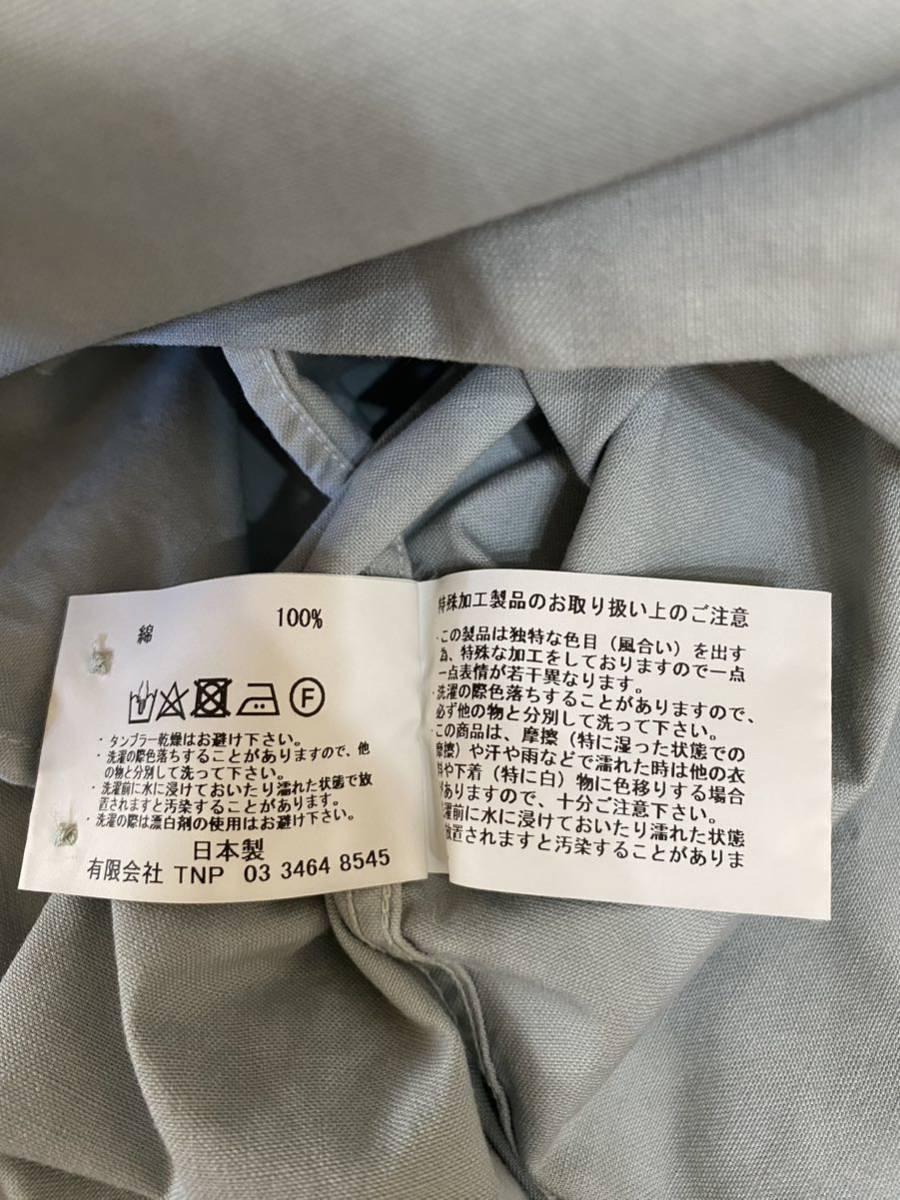 綿 100%
F
・タンブラー乾燥はお避け下さい。
・洗濯の際色落ちすることがありますので、他
の物と分別して洗って下さい。
・洗濯前に水に浸けておいたり濡れた状態で放
置されますと汚染することがあります。
・洗濯の際は漂白剤の使用はお避け下さい。
日本製
有限会社 TNP 03 3464 8545
特殊加工製品のお取り扱い上のご注意
・この製品は独特な色目（風合い）を出す
為、特殊な加工をしておりますので一点
一点表情が若干異なります。
・洗濯の際色落ちすることがありますので、
必ず他の物と分別して洗って下さい。
・この商品は、摩擦（特に湿った状態での
摩擦）や汗や雨などで濡れた時は他の衣
料や下着（特に白）物に色移りする場合
がありますので、十分ご注意下さい。
濯前に水に浸けておいたり濡れた状態
放置されますと汚染することがありま